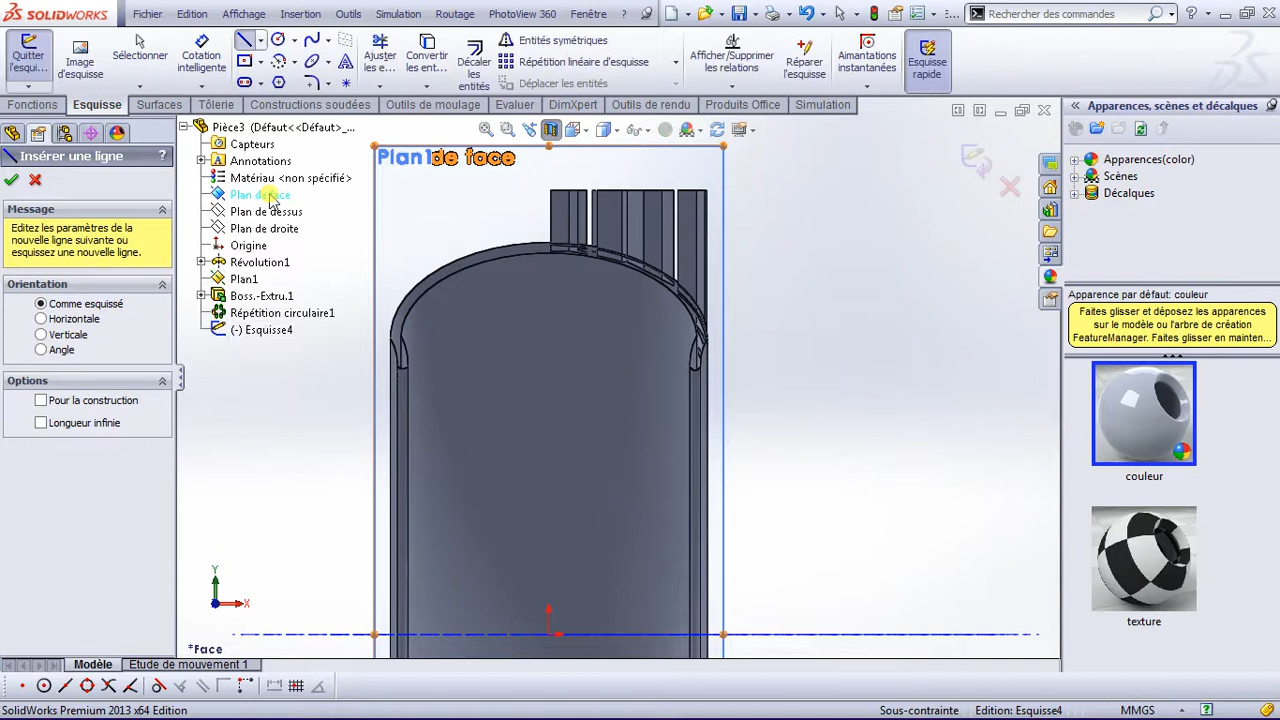 SOLIDWORKS
Fichier Edition Affichage Insertion Outils Simulation Routage PhotoView 360 Fenêtre ?
Rechercher des commandes
Quitter l'esqui...
Image d'esquisse
Sélectionner
Cotation intelligente
Ajuster les e...
Convertir les ent...
Décaler les entités
Entités symétriques
Répétition linéaire d'esquisse
Déplacer les entités
Afficher/Supprimer les relations
Réparer l'esquisse
Aimantations instantanées
Esquisse rapide
Fonctions Esquisse Surfaces Tôlerie Constructions soudées Outils de moulage Evaluer DimXpert Outils de rendu Produits Office Simulation
Insérer une ligne ?
Message
Editez les paramètres de la nouvelle ligne suivante ou esquissez une nouvelle ligne.
Orientation
Comme esquissé
Horizontale
Verticale
Angle
Options
Pour la construction
Longueur infinie
Pièce3 (Défaut<<Défaut>_...
Capteurs
Annotations
Matériau <non spécifié>
Plan de face
Plan de dessus
Plan de droite
Origine
Révolution1
Plan1
Boss.-Extru.1
Répétition circulaire1
(-) Esquisse4
Plan1de face
Y
X
*Face
Apparences, scènes et décalques
Apparences(color)
Scènes
Décalques
Apparence par défaut: couleur
Faites glisser et déposez les apparences sur le modèle ou l'arbre de création FeatureManager. Faites glisser en mainten...
couleur
texture
Modèle Etude de mouvement 1
SolidWorks Premium 2013 x64 Edition
Sous-contrainte
Edition: Esquisse4
MMGS